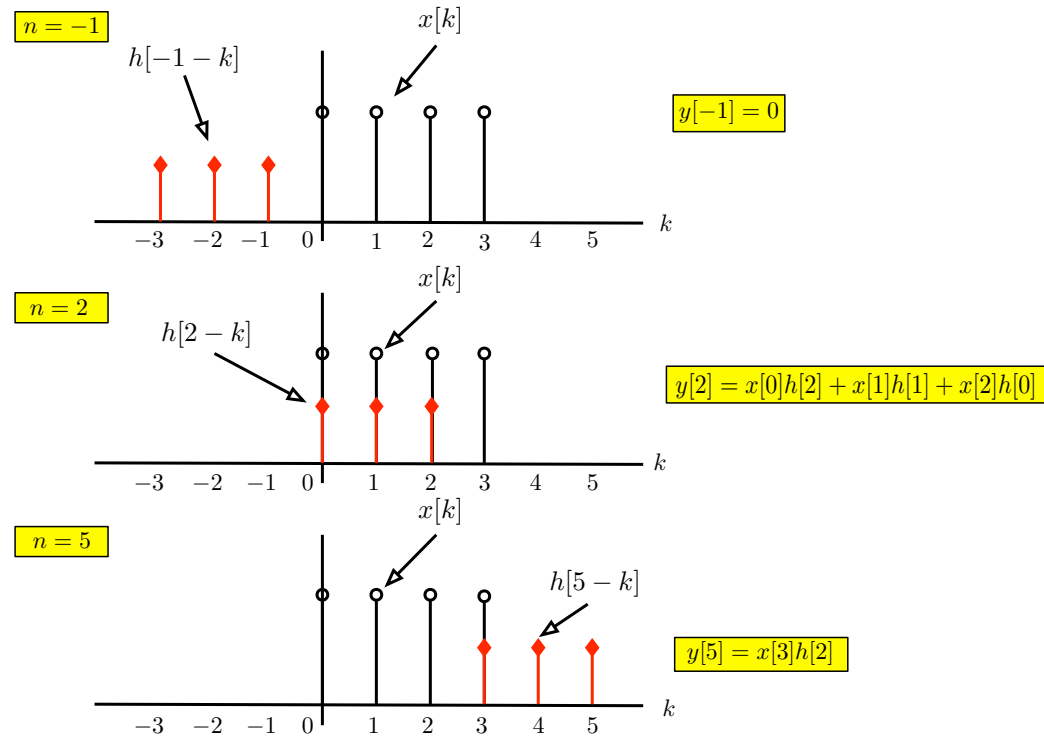 n = −1
x[k]
h[−1 − k]
y[−1] = 0
−3 −2 −1 0 1 2 3 4 5 k
n = 2
x[k]
h[2 − k]
y[2] = x[0]h[2] + x[1]h[1] + x[2]h[0]
−3 −2 −1 0 1 2 3 4 5 k
n = 5
x[k]
h[5 − k]
y[5] = x[3]h[2]
−3 −2 −1 0 1 2 3 4 5 k